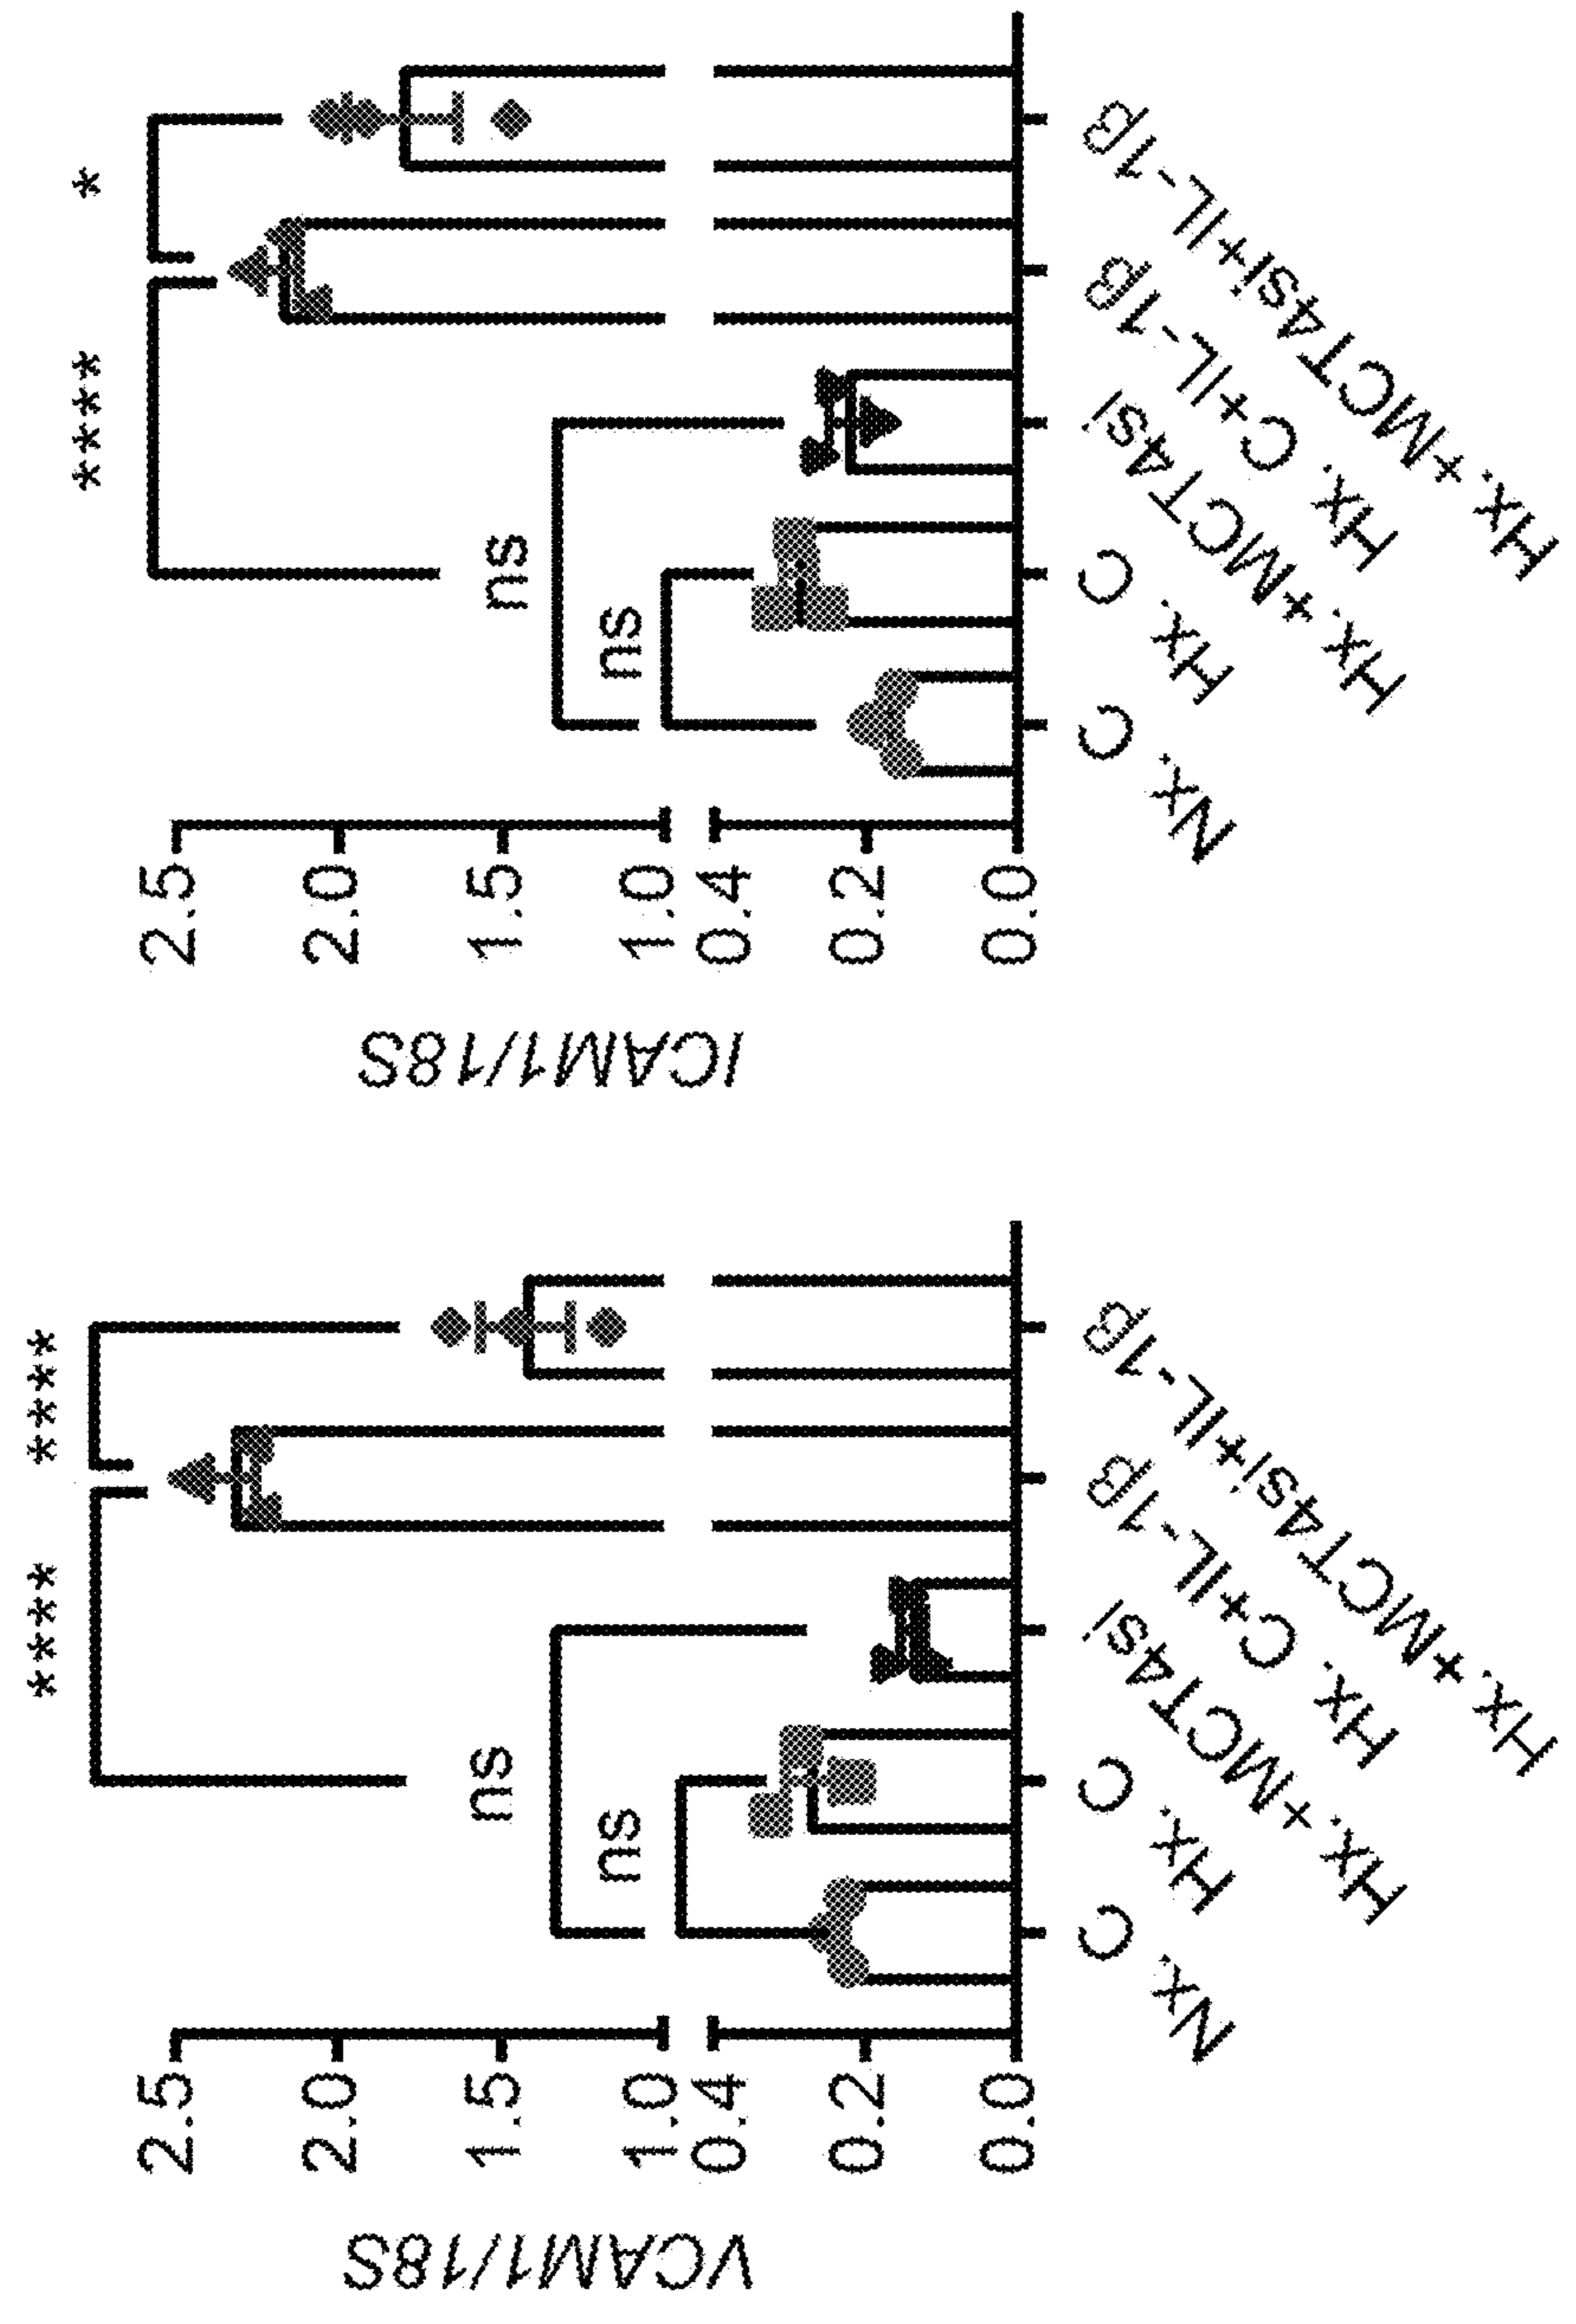 VCAM1/18S
2.5
2.0
1.5
1.0
0.4
0.2
0.0
****
****
ns
ns
Nx. C
Hx. C
Hx.+MCT4si
Hx. C+IL-1β
Hx.+MCT4si+IL-1β
ICAM1/18S
2.5
2.0
1.5
1.0
0.4
0.2
0.0
****
*
ns
ns
Nx. C
Hx. C
Hx.+MCT4si
Hx. C+IL-1β
Hx.+MCT4si+IL-1β